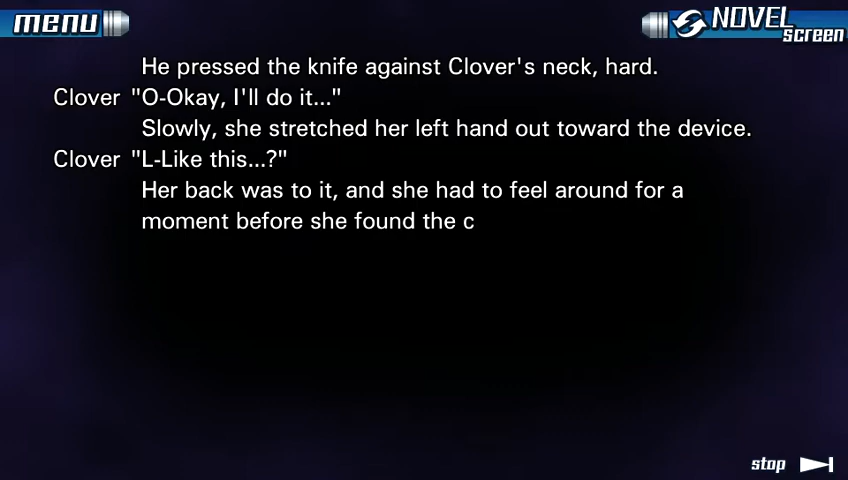 menu
NOVEL
screen
He pressed the knife against Clover's neck, hard.
Clover "O-Okay, I'll do it..."
Slowly, she stretched her left hand out toward the device.
Clover "L-Like this...?"
Her back was to it, and she had to feel around for a
moment before she found the c
stop